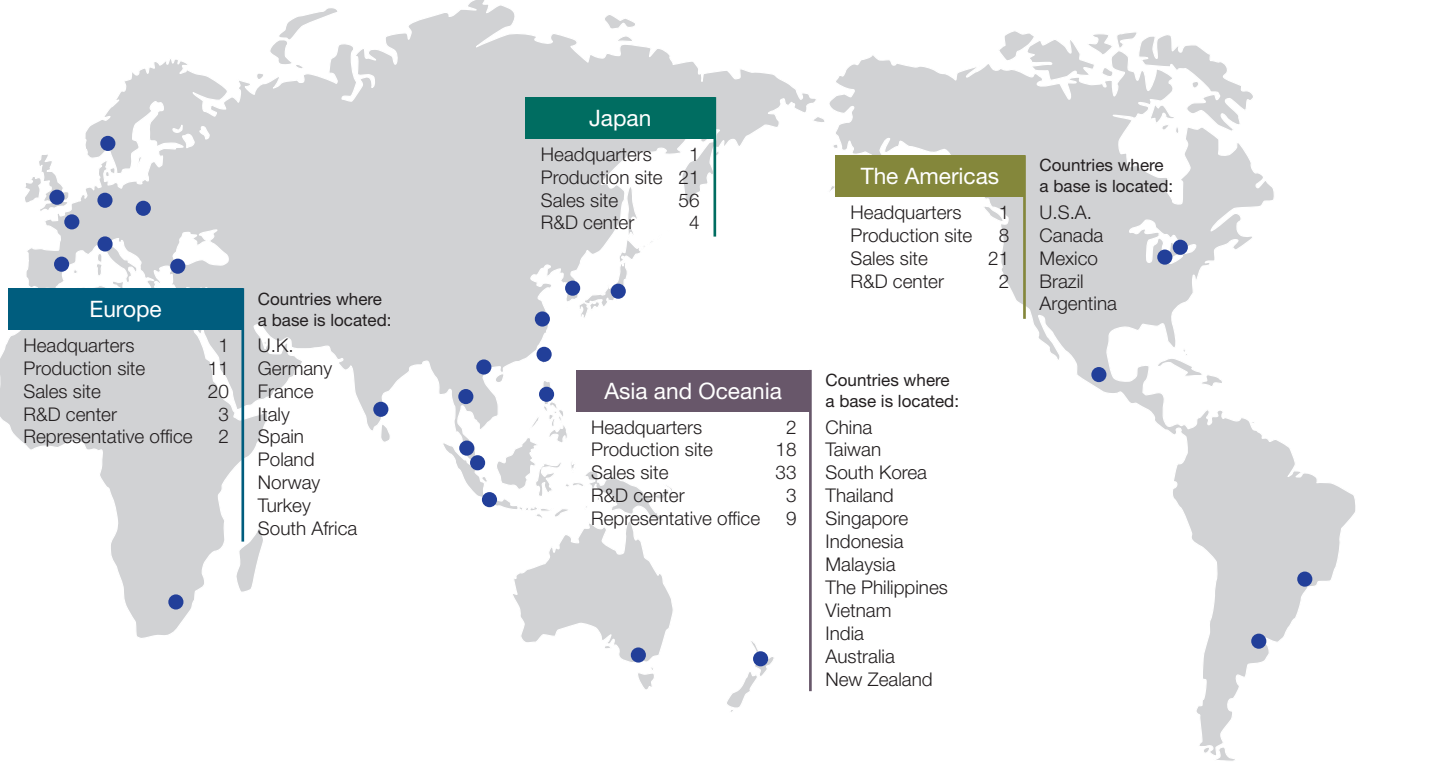 Japan
Headquarters 1
Production site 21
Sales site 56
R&D center 4
The Americas
Headquarters 1
Production site 8
Sales site 21
R&D center 2
Countries where
a base is located:
U.S.A.
Canada
Mexico
Brazil
Argentina
Europe
Headquarters 1
Production site 11
Sales site 20
R&D center 3
Representative office 2
Countries where
a base is located:
U.K.
Germany
France
Italy
Spain
Poland
Norway
Turkey
South Africa
Asia and Oceania
Headquarters 2
Production site 18
Sales site 33
R&D center 3
Representative office 9
Countries where
a base is located:
China
Taiwan
South Korea
Thailand
Singapore
Indonesia
Malaysia
The Philippines
Vietnam
India
Australia
New Zealand